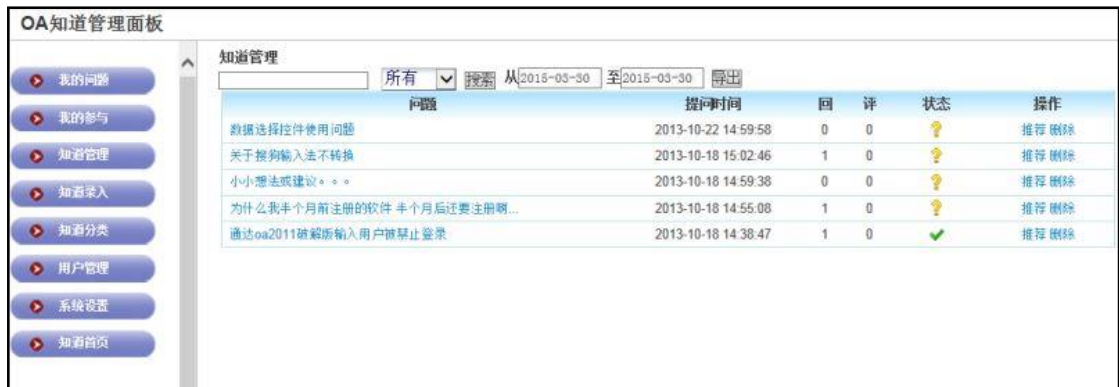 OA知道管理面板
我的问题
我的参与
知道管理
知道录入
知道分类
用户管理
系统设置
知道首页
知道管理
所有 搜索 从2015-03-30 至2015-03-30 导出
问题 提问时间 回 评 状态 操作
数据选择控件使用问题 2013-10-22 14:59:58 0 0 推荐 删除
关于搜狗输入法不转换 2013-10-18 15:02:46 1 0 推荐 删除
小小想法或建议。。。 2013-10-18 14:59:38 0 0 推荐 删除
为什么我半个月前注册的软件 半个月后还要注册啊... 2013-10-18 14:55:08 1 0 推荐 删除
通达oa2011破解版输入用户被禁止登录 2013-10-18 14:38:47 1 0 推荐 删除